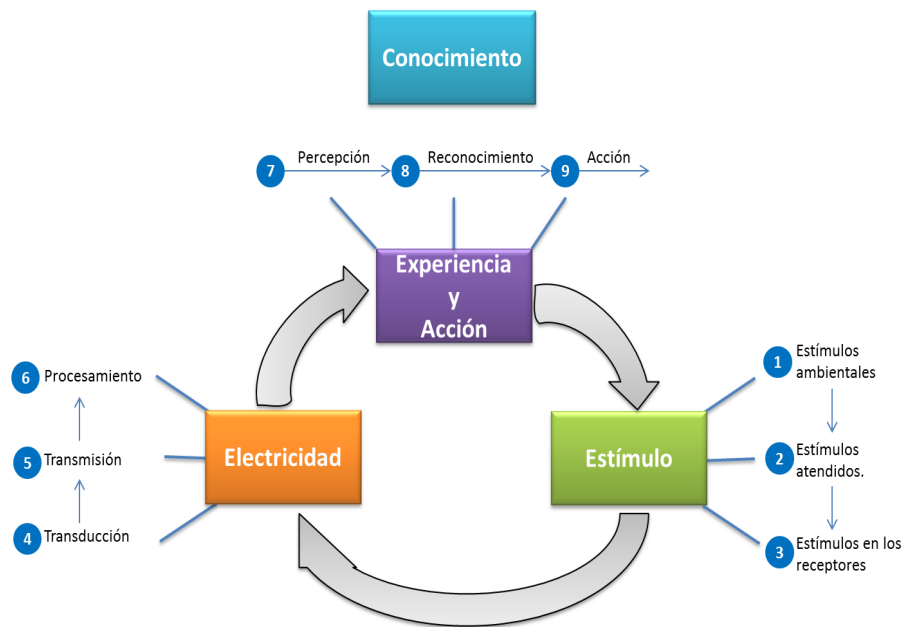 Conocimiento
7 Percepción 8 Reconocimiento 9 Acción
Experiencia
y
Acción
1 Estímulos
ambientales
2 Estímulos
atendidos.
3 Estímulos en los
receptores
Estímulo
6 Procesamiento
5 Transmisión
4 Transducción
Electricidad